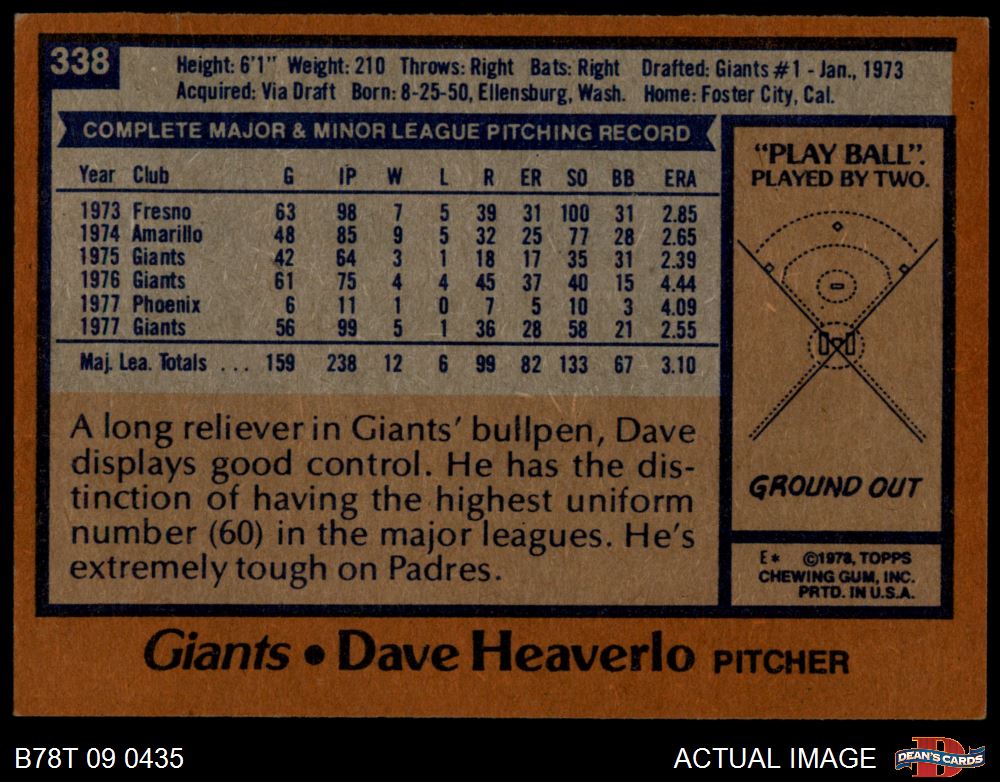 338
Height: 6'1" Weight: 210 Throws: Right Bats: Right Drafted: Giants #1 - Jan., 1973
Acquired: Via Draft Born: 8-25-50, Ellensburg, Wash. Home: Foster City, Cal.
COMPLETE MAJOR & MINOR LEAGUE PITCHING RECORD
Year Club G IP W L R ER SO BB ERA
1973 Fresno 63 98 7 5 39 31 100 31 2.85
1974 Amarillo 48 85 9 5 32 25 77 28 2.65
1975 Giants 42 64 3 1 18 17 35 31 2.39
1976 Giants 61 75 4 4 45 37 40 15 4.44
1977 Phoenix 6 11 1 0 7 5 10 3 4.09
1977 Giants 56 99 5 1 36 28 58 21 2.55
Maj. Lea. Totals . . . 159 238 12 6 99 82 133 67 3.10
A long reliever in Giants' bullpen, Dave
displays good control. He has the dis-
tinction of having the highest uniform
number (60) in the major leagues. He's
extremely tough on Padres.
"PLAY BALL".
PLAYED BY TWO.
GROUND OUT
E* ©1978, TOPPS
CHEWING GUM, INC.
PRTD. IN U.S.A.
Giants • Dave Heaverlo PITCHER
B78T 09 0435
ACTUAL IMAGE
D
DEAN'S CARDS